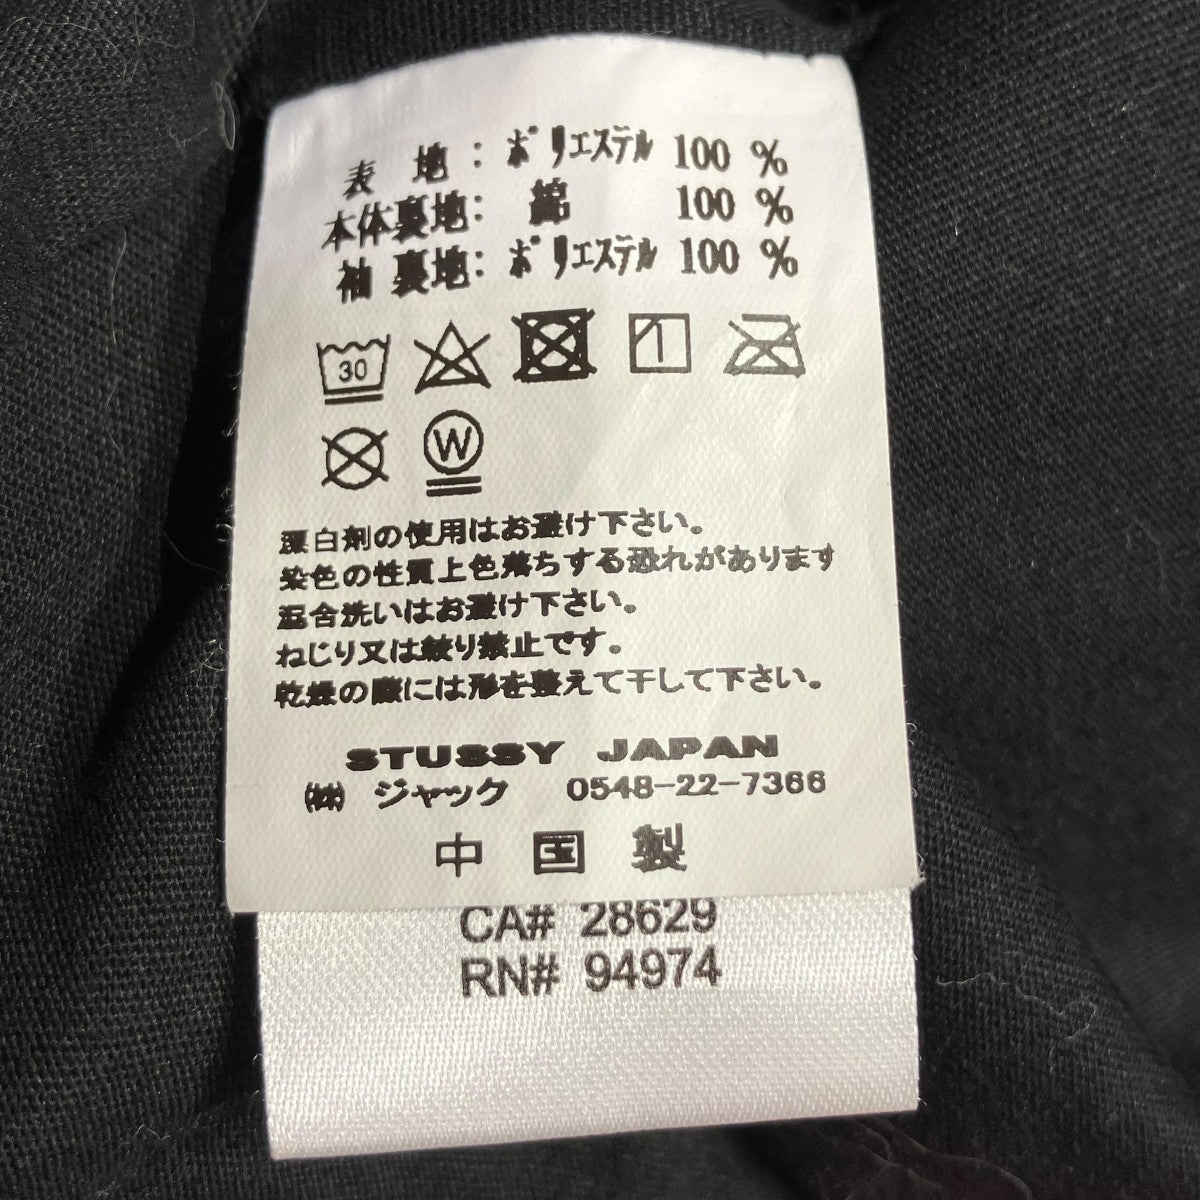 表 地 : ポリエステル 100 %
本体裏地: 綿 100 %
袖 裏地: ポリエステル 100 %
30
W
漂白剤の使用はお避け下さい。
染色の性質上色落ちする恐れがあります
混合洗いはお避け下さい。
ねじり又は絞り禁止です。
乾燥の際には形を整えて干して下さい。
STUSSY JAPAN
㈱ ジャック 0548-22-7366
中 国 製
CA# 28629
RN# 94974